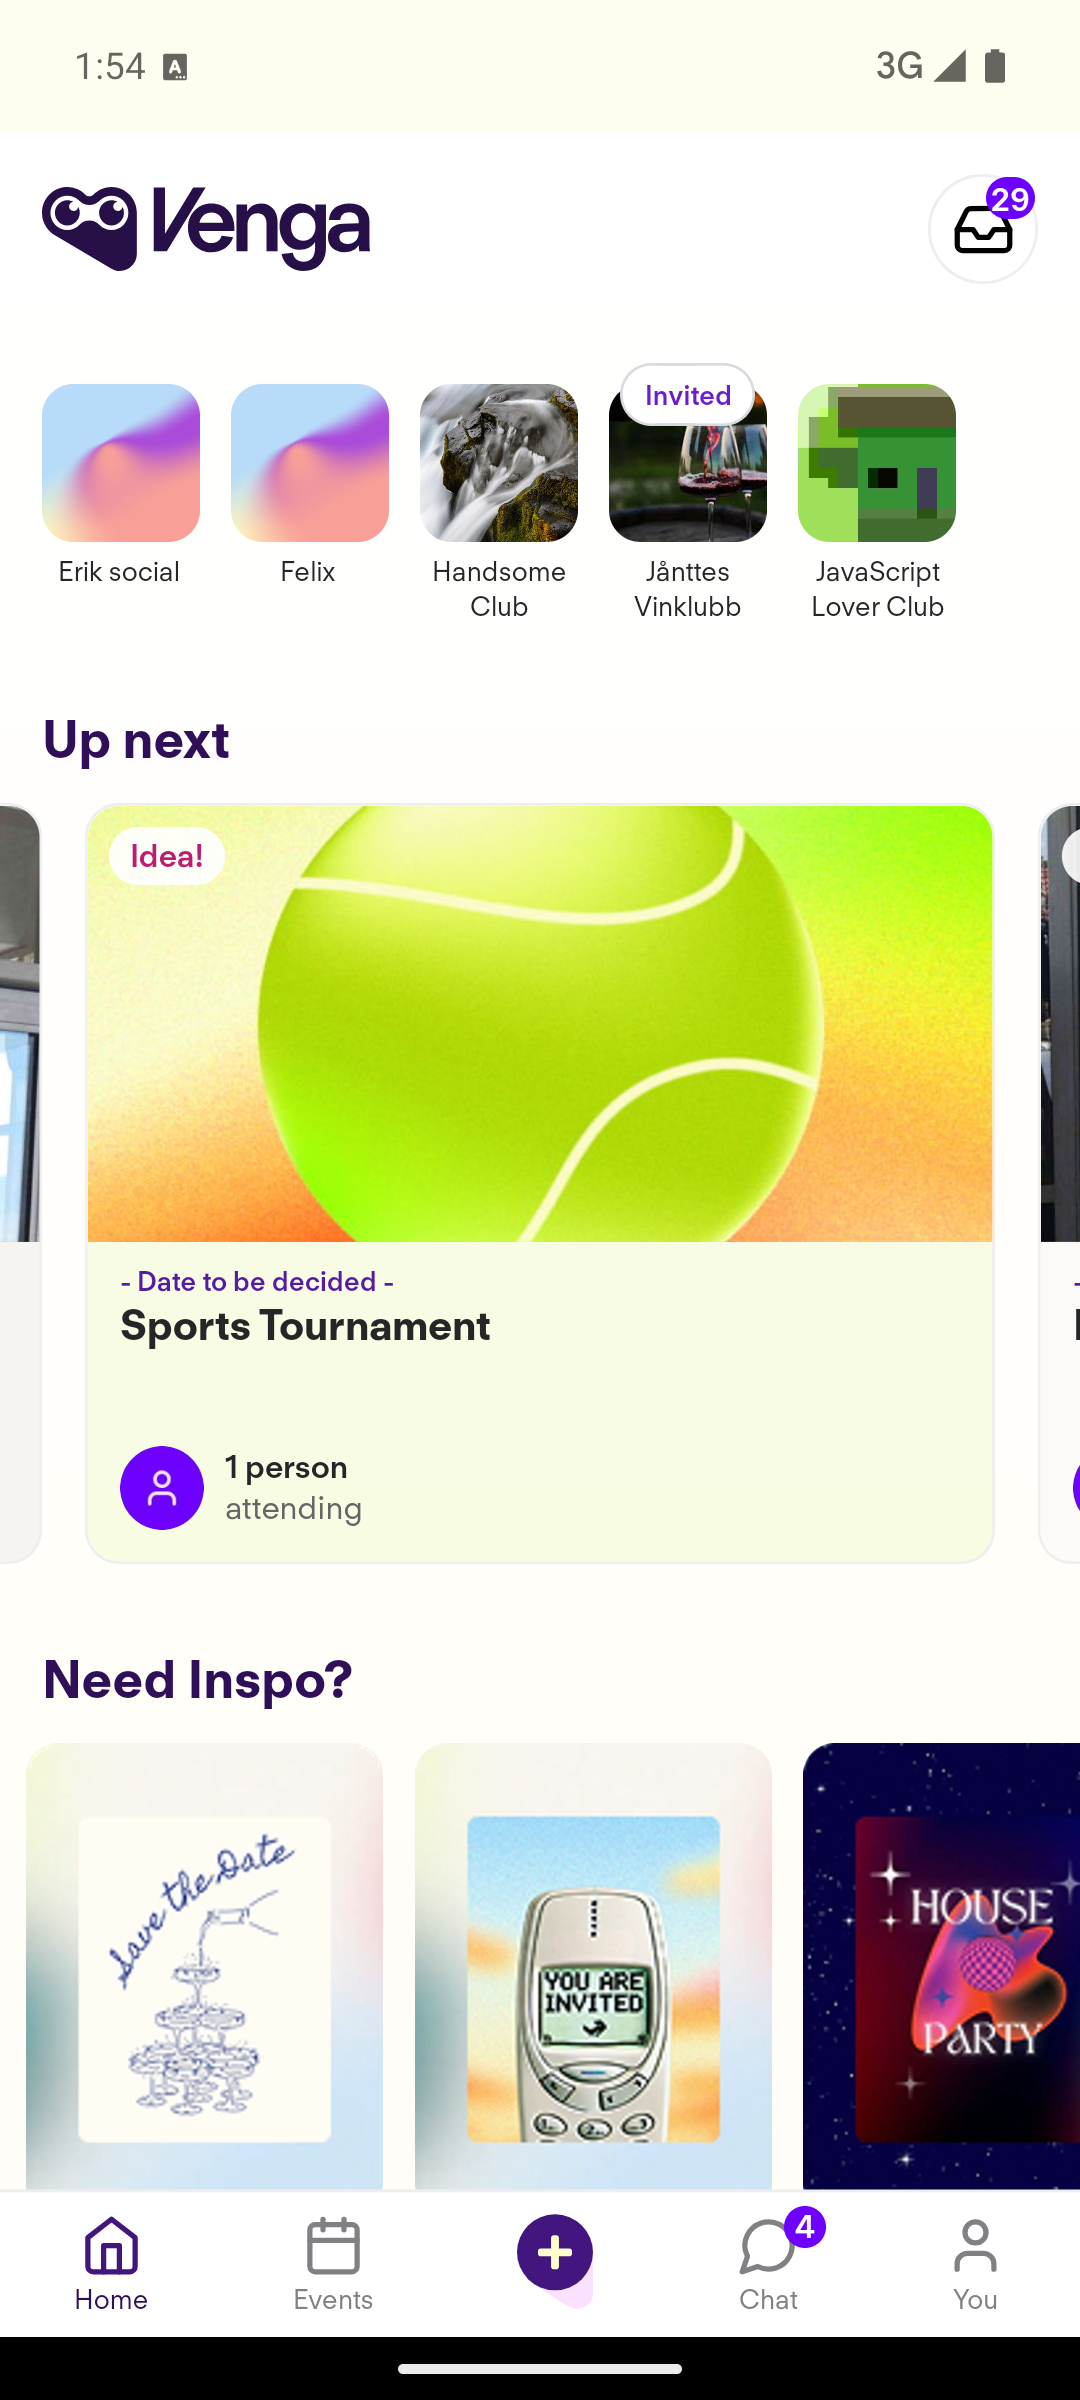 1:54
3G
Venga
29
Invited
Erik social
Felix
Handsome
Club
Jånttes
Vinklubb
JavaScript
Lover Club
Up next
Idea!
- Date to be decided -
Sports Tournament
1 person
attending
Need Inspo?
Save the Date
YOU ARE
INVITED
HOUSE
PARTY
4
Home
Events
Chat
You